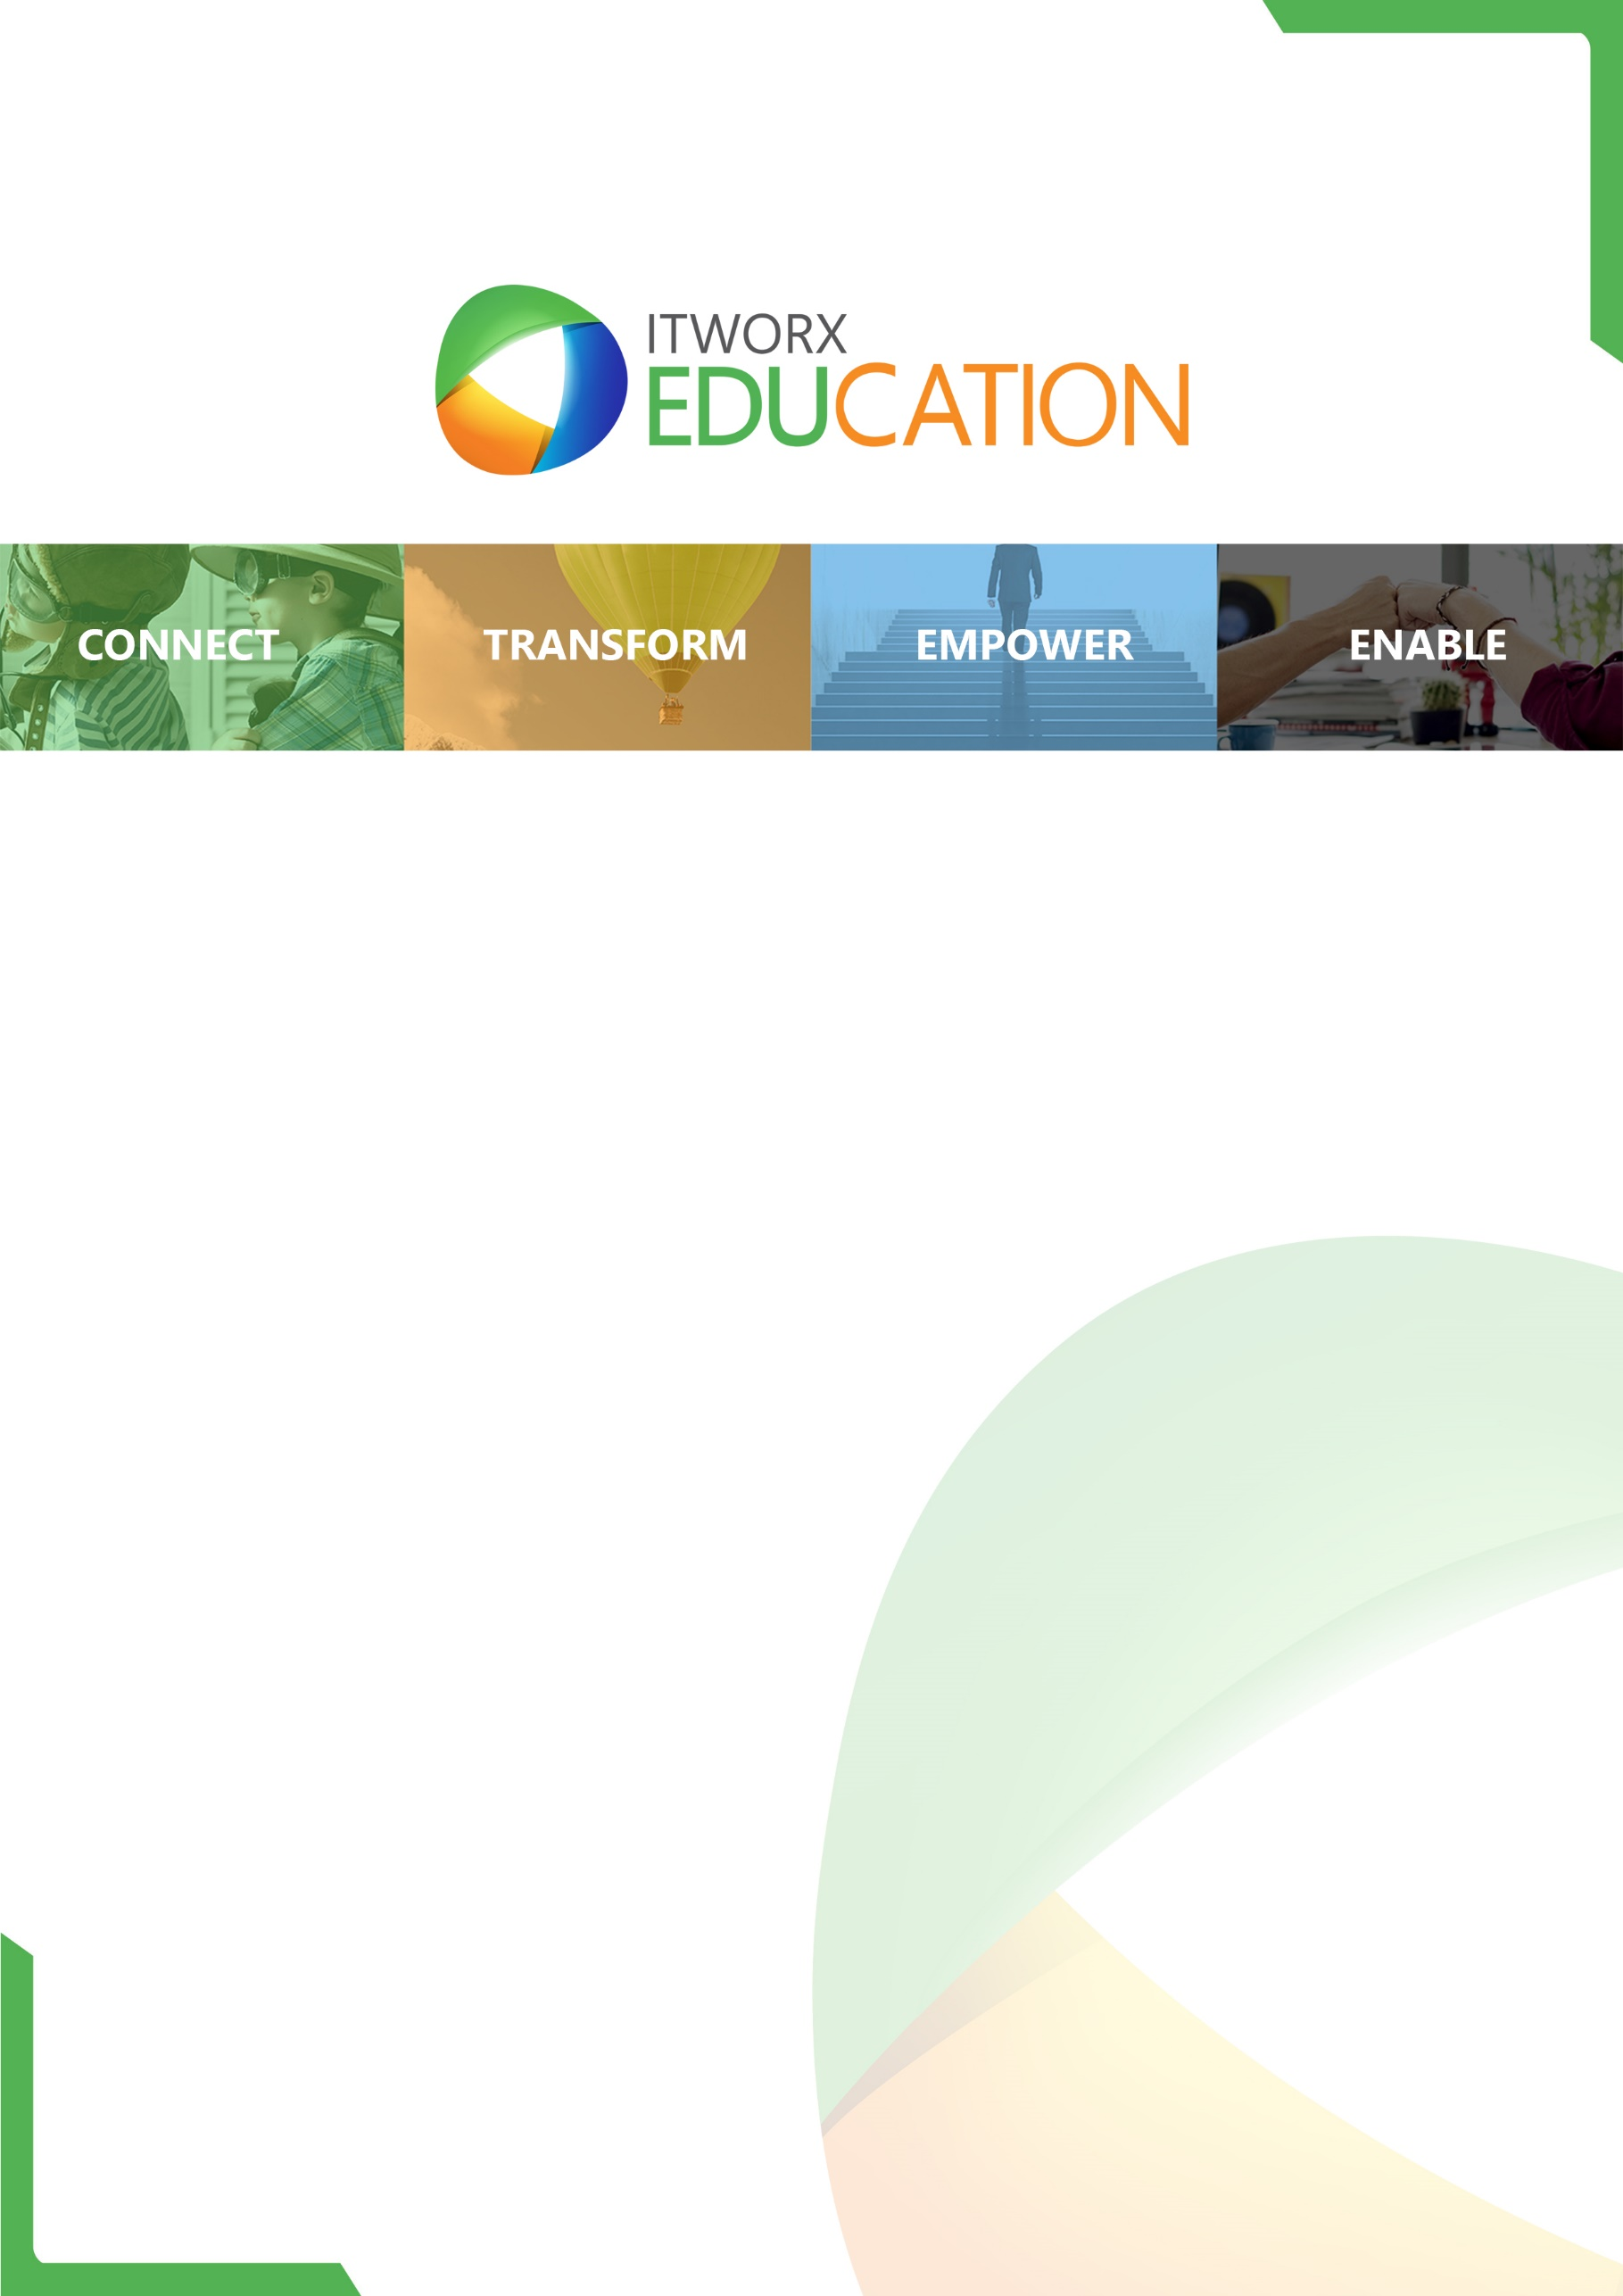 ITWORX
EDUCATION
CONNECT
TRANSFORM
EMPOWER
ENABLE